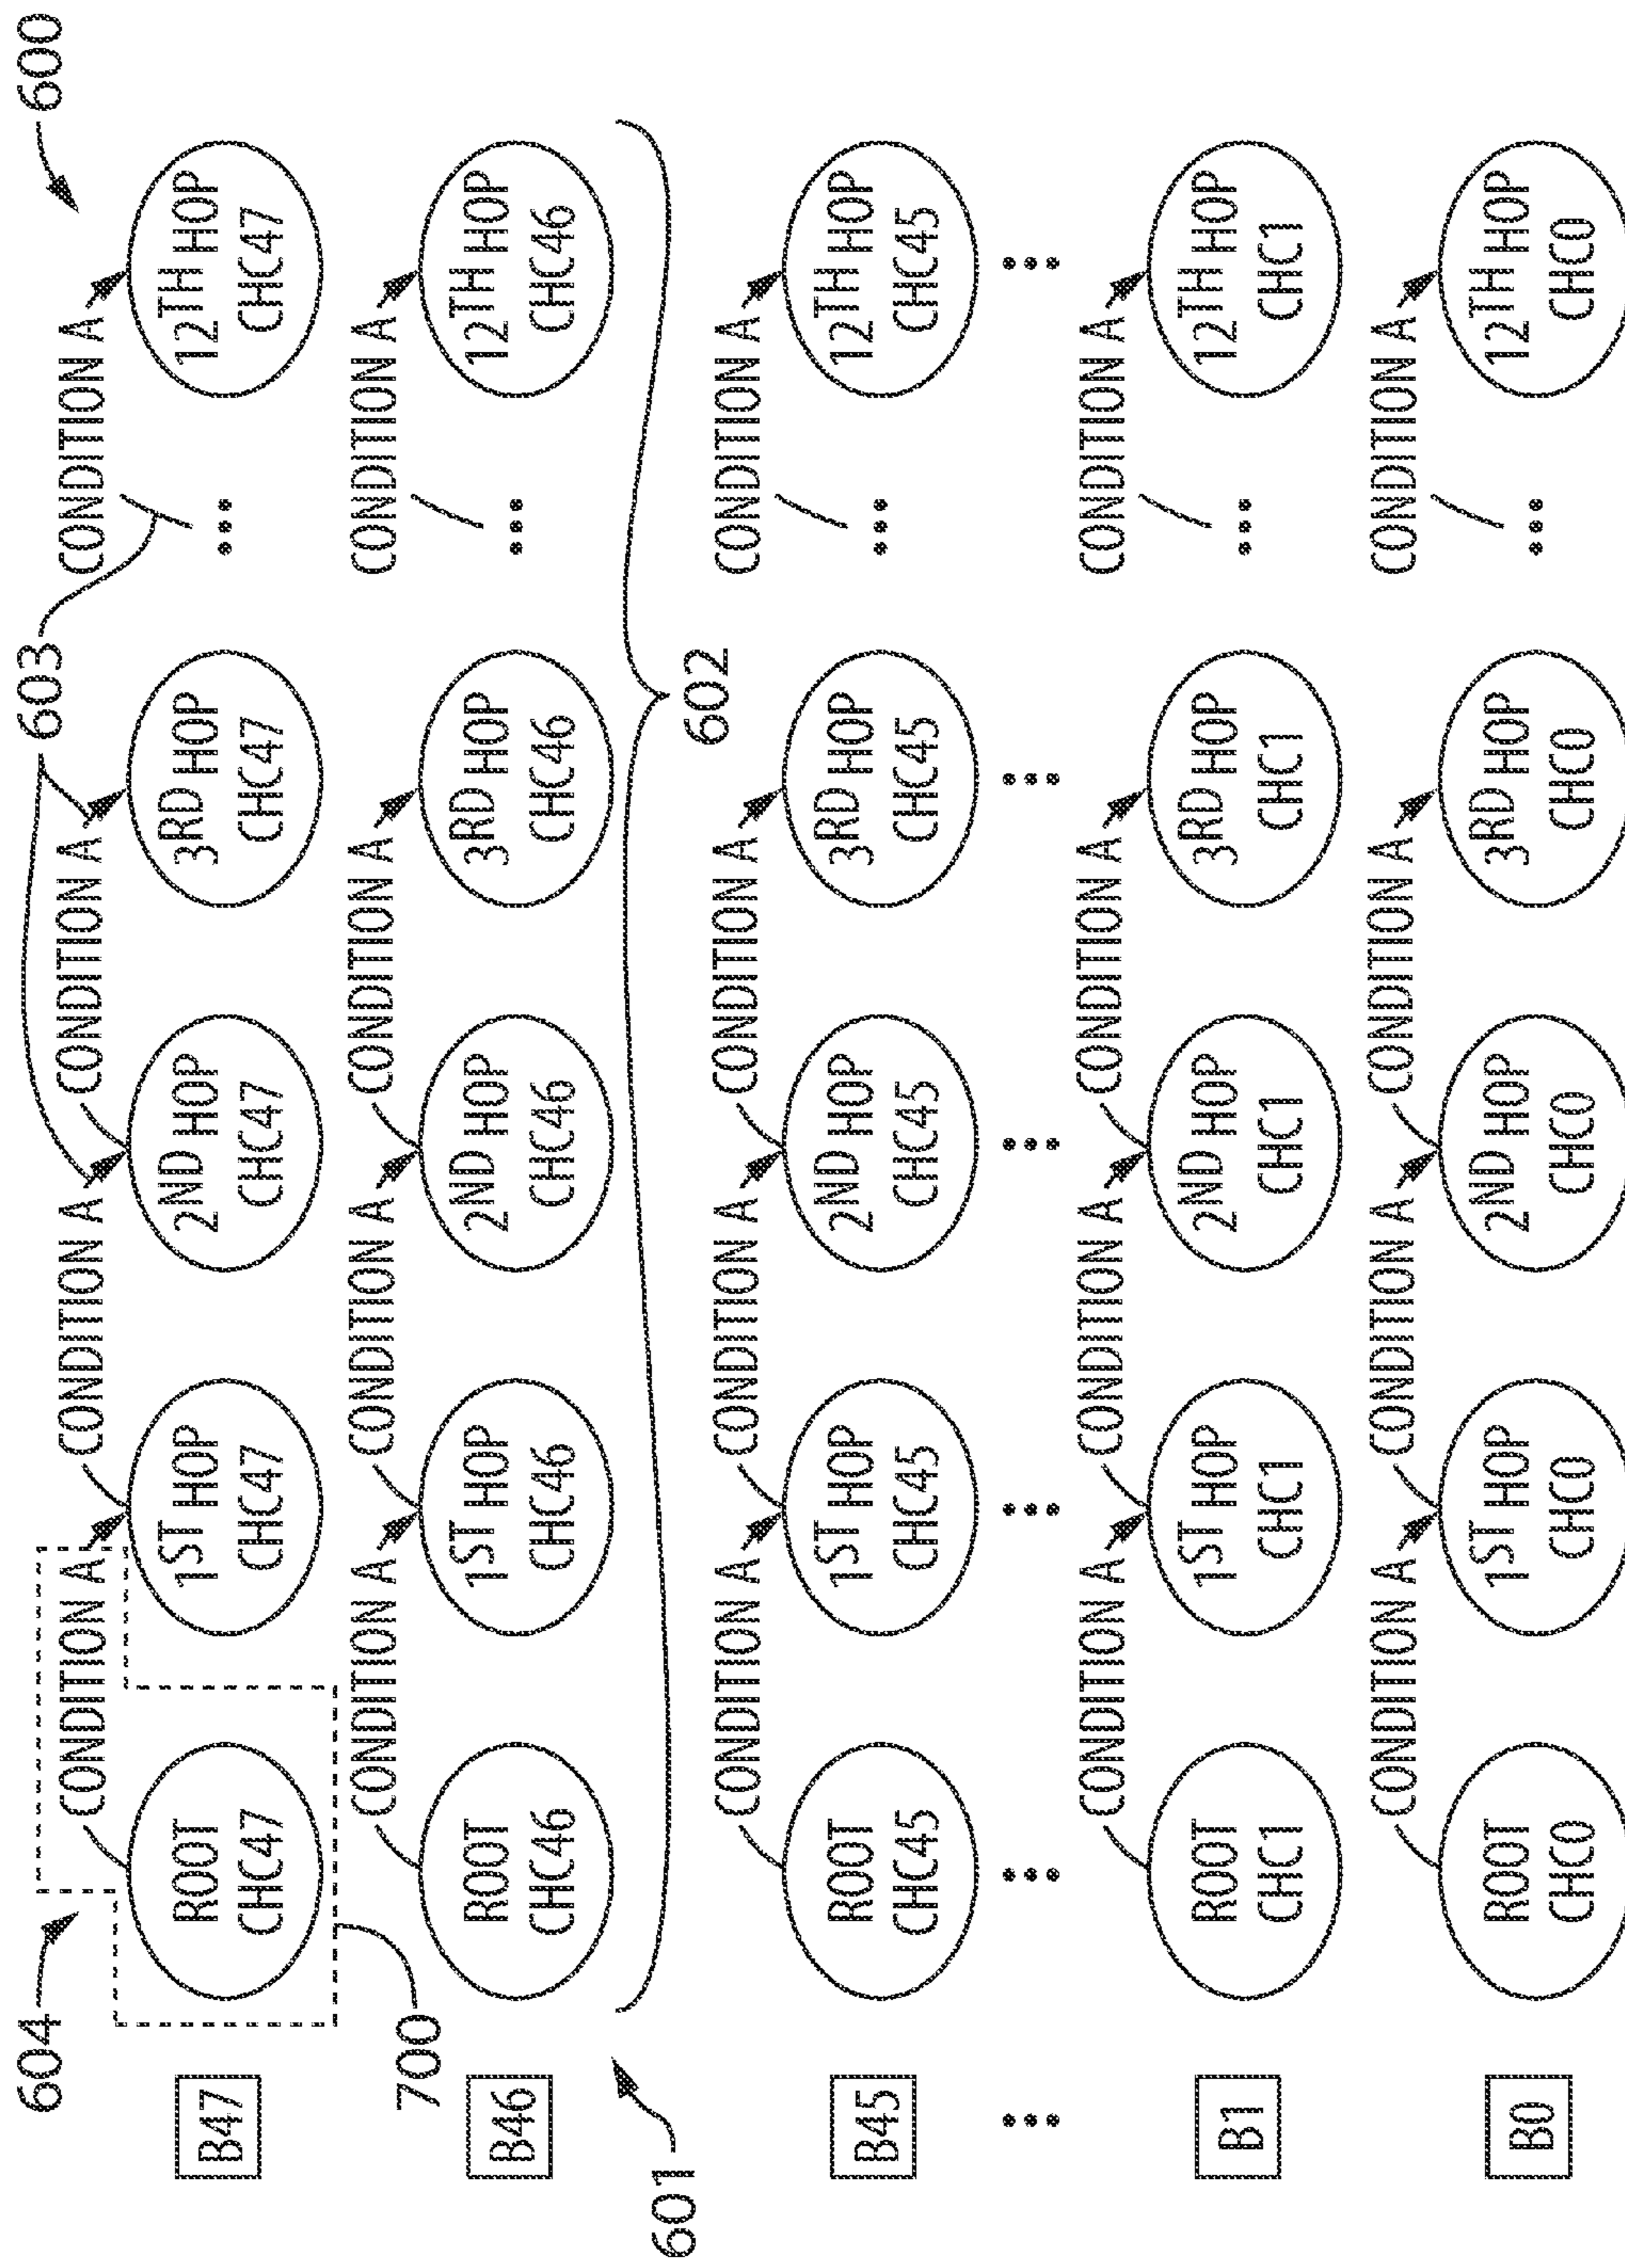 604 603 600
CONDITION A CONDITION A CONDITION A CONDITION A
B47 ROOT 1ST HOP 2ND HOP 3RD HOP ... 12TH HOP
CHC47 CHC47 CHC47 CHC47 CHC47
CONDITION A CONDITION A CONDITION A CONDITION A
700
B46 ROOT 1ST HOP 2ND HOP 3RD HOP ... 12TH HOP
CHC46 CHC46 CHC46 CHC46 CHC46
601 602
CONDITION A CONDITION A CONDITION A CONDITION A
B45 ROOT 1ST HOP 2ND HOP 3RD HOP ... 12TH HOP
CHC45 CHC45 CHC45 CHC45 CHC45
CONDITION A CONDITION A CONDITION A CONDITION A
B1 ROOT 1ST HOP 2ND HOP 3RD HOP ... 12TH HOP
CHC1 CHC1 CHC1 CHC1 CHC1
CONDITION A CONDITION A CONDITION A CONDITION A
B0 ROOT 1ST HOP 2ND HOP 3RD HOP ... 12TH HOP
CHC0 CHC0 CHC0 CHC0 CHC0